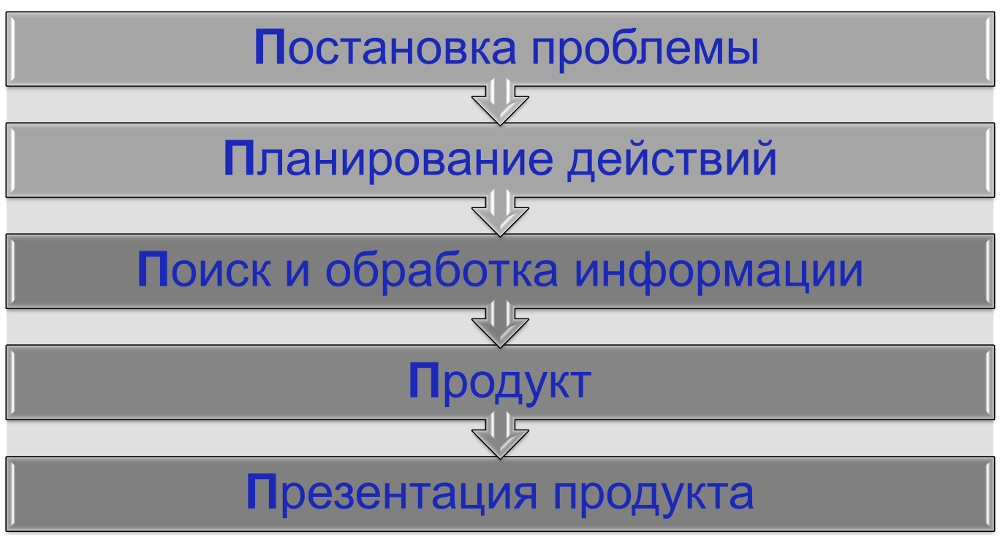 Постановка проблемы
Планирование действий
Поиск и обработка информации
Продукт
Презентация продукта